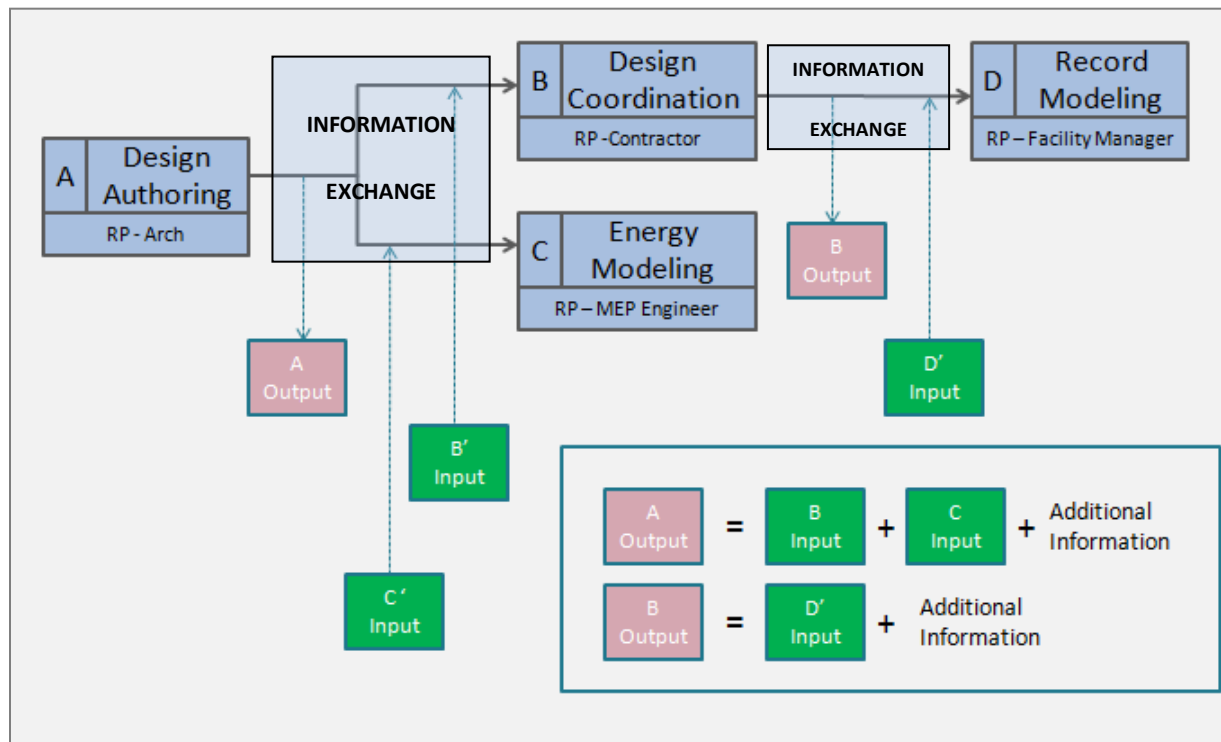 A
Design
Authoring
RP - Arch
INFORMATION
EXCHANGE
B
Design
Coordination
RP -Contractor
C
Energy
Modeling
RP – MEP Engineer
INFORMATION
EXCHANGE
D
Record
Modeling
RP – Facility Manager
A
Output
B
Output
B’
Input
C ‘
Input
D’
Input
A
Output
=
B
Input
+
C
Input
+
Additional
Information
B
Output
=
D’
Input
+
Additional
Information